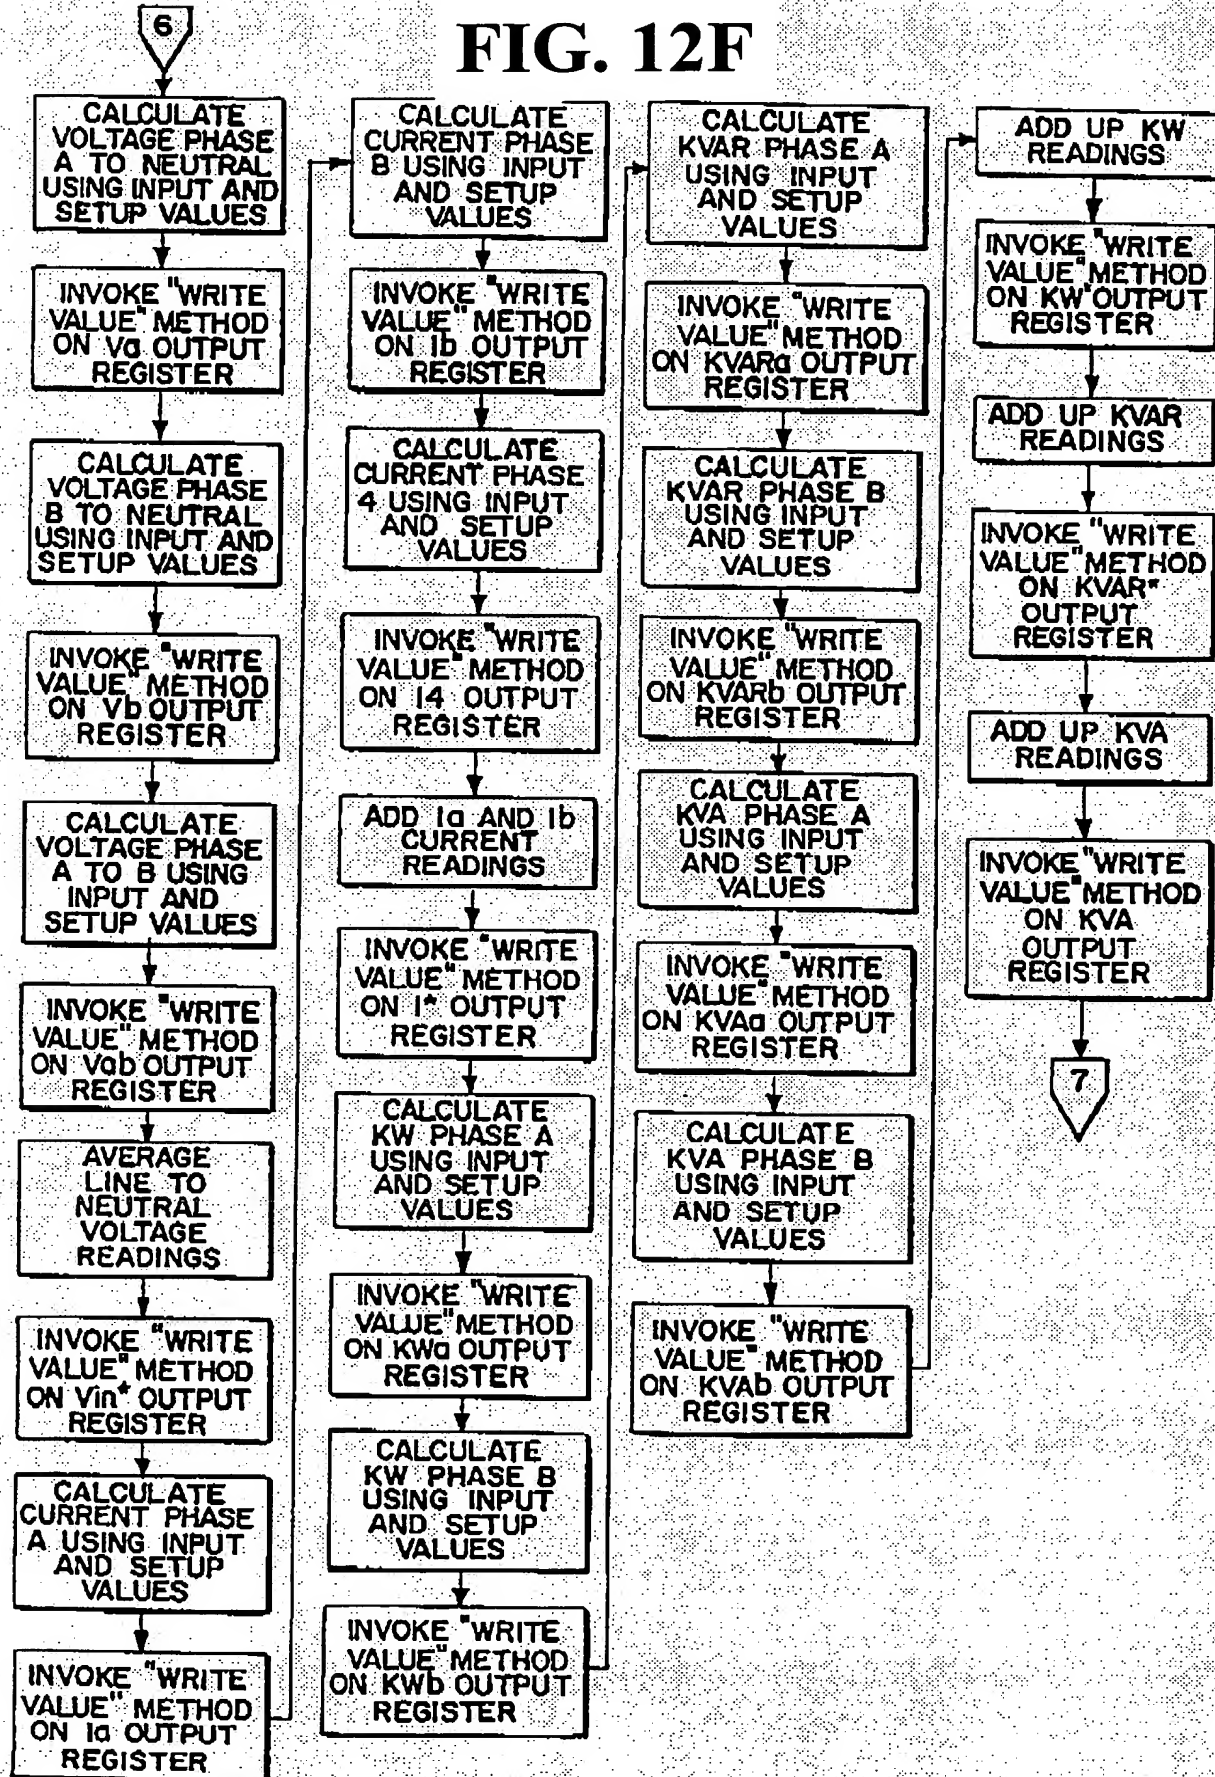 FIG. 12F
6
CALCULATE
VOLTAGE PHASE
A TO NEUTRAL
USING INPUT AND
SETUP VALUES
INVOKE "WRITE
VALUE" METHOD
ON Va OUTPUT
REGISTER
CALCULATE
VOLTAGE PHASE
B TO NEUTRAL
USING INPUT AND
SETUP VALUES
INVOKE "WRITE
VALUE" METHOD
ON Vb OUTPUT
REGISTER
CALCULATE
VOLTAGE PHASE
A TO B USING
INPUT AND
SETUP VALUES
INVOKE "WRITE
VALUE" METHOD
ON Vab OUTPUT
REGISTER
AVERAGE
LINE TO
NEUTRAL
VOLTAGE
READINGS
INVOKE "WRITE
VALUE" METHOD
ON Vin* OUTPUT
REGISTER
CALCULATE
CURRENT PHASE
A USING INPUT
AND SETUP
VALUES
INVOKE "WRITE
VALUE" METHOD
ON Ia OUTPUT
REGISTER
CALCULATE
CURRENT PHASE
B USING INPUT
AND SETUP
VALUES
INVOKE "WRITE
VALUE" METHOD
ON Ib OUTPUT
REGISTER
CALCULATE
CURRENT PHASE
4 USING INPUT
AND SETUP
VALUES
INVOKE "WRITE
VALUE" METHOD
ON I4 OUTPUT
REGISTER
ADD Ia AND Ib
CURRENT
READINGS
INVOKE "WRITE
VALUE" METHOD
ON I* OUTPUT
REGISTER
CALCULATE
KW PHASE A
USING INPUT
AND SETUP
VALUES
INVOKE "WRITE
VALUE" METHOD
ON KWa OUTPUT
REGISTER
CALCULATE
KW PHASE B
USING INPUT
AND SETUP
VALUES
INVOKE "WRITE
VALUE" METHOD
ON KWb OUTPUT
REGISTER
CALCULATE
KVAR PHASE A
USING INPUT
AND SETUP
VALUES
INVOKE "WRITE
VALUE" METHOD
ON KVARa OUTPUT
REGISTER
CALCULATE
KVAR PHASE B
USING INPUT
AND SETUP
VALUES
INVOKE "WRITE
VALUE" METHOD
ON KVARb OUTPUT
REGISTER
CALCULATE
KVA PHASE A
USING INPUT
AND SETUP
VALUES
INVOKE "WRITE
VALUE" METHOD
ON KVAa OUTPUT
REGISTER
CALCULATE
KVA PHASE B
USING INPUT
AND SETUP
VALUES
INVOKE "WRITE
VALUE" METHOD
ON KVAb OUTPUT
REGISTER
ADD UP KW
READINGS
INVOKE "WRITE
VALUE" METHOD
ON KW* OUTPUT
REGISTER
ADD UP KVAR
READINGS
INVOKE "WRITE
VALUE" METHOD
ON KVAR*
OUTPUT
REGISTER
ADD UP KVA
READINGS
INVOKE "WRITE
VALUE" METHOD
ON KVA
OUTPUT
REGISTER
7